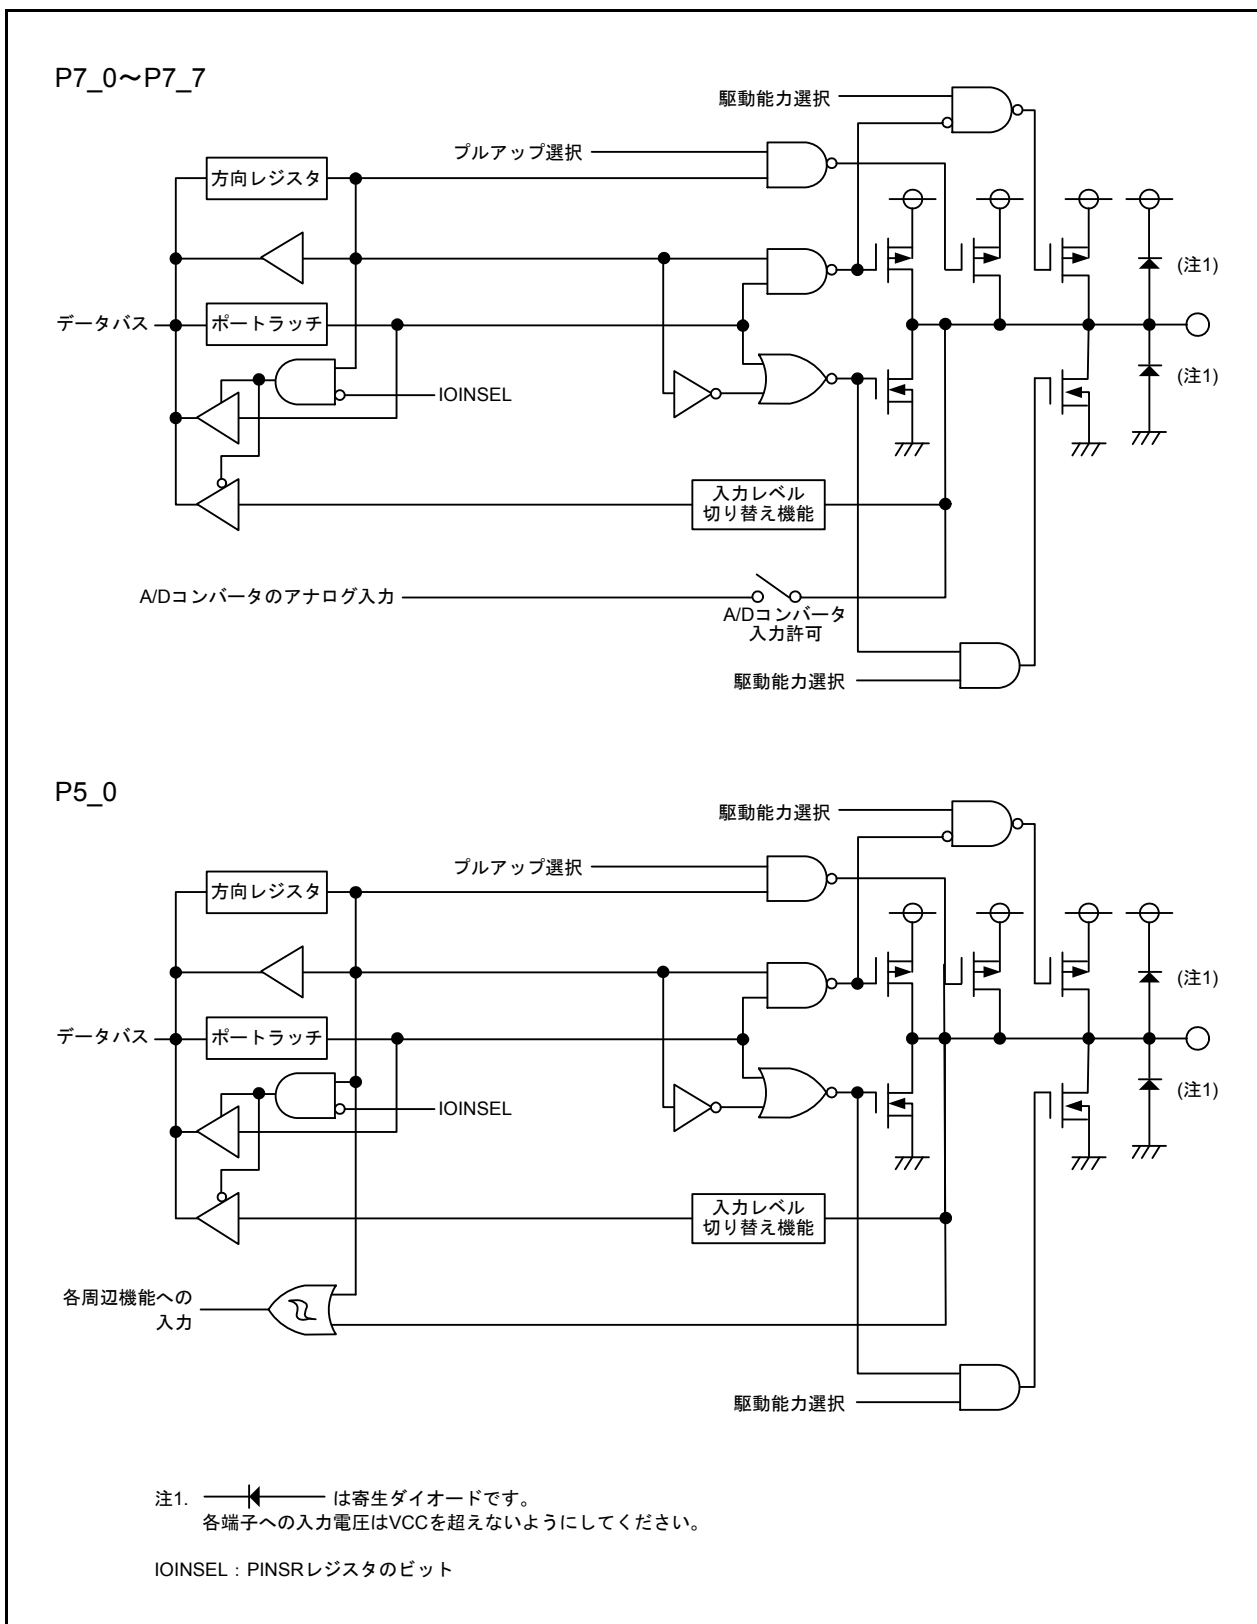 P7_0～P7_7
駆動能力選択
プルアップ選択
方向レジスタ
(注1)
データバス
ポートラッチ
(注1)
IOINSEL
入力レベル
切り替え機能
A/Dコンバータのアナログ入力
A/Dコンバータ
入力許可
駆動能力選択
P5_0
駆動能力選択
プルアップ選択
方向レジスタ
(注1)
データバス
ポートラッチ
(注1)
IOINSEL
入力レベル
切り替え機能
各周辺機能への
入力
駆動能力選択
注1. は寄生ダイオードです。
各端子への入力電圧はVCCを超えないようにしてください。
IOINSEL：PINSRレジスタのビット